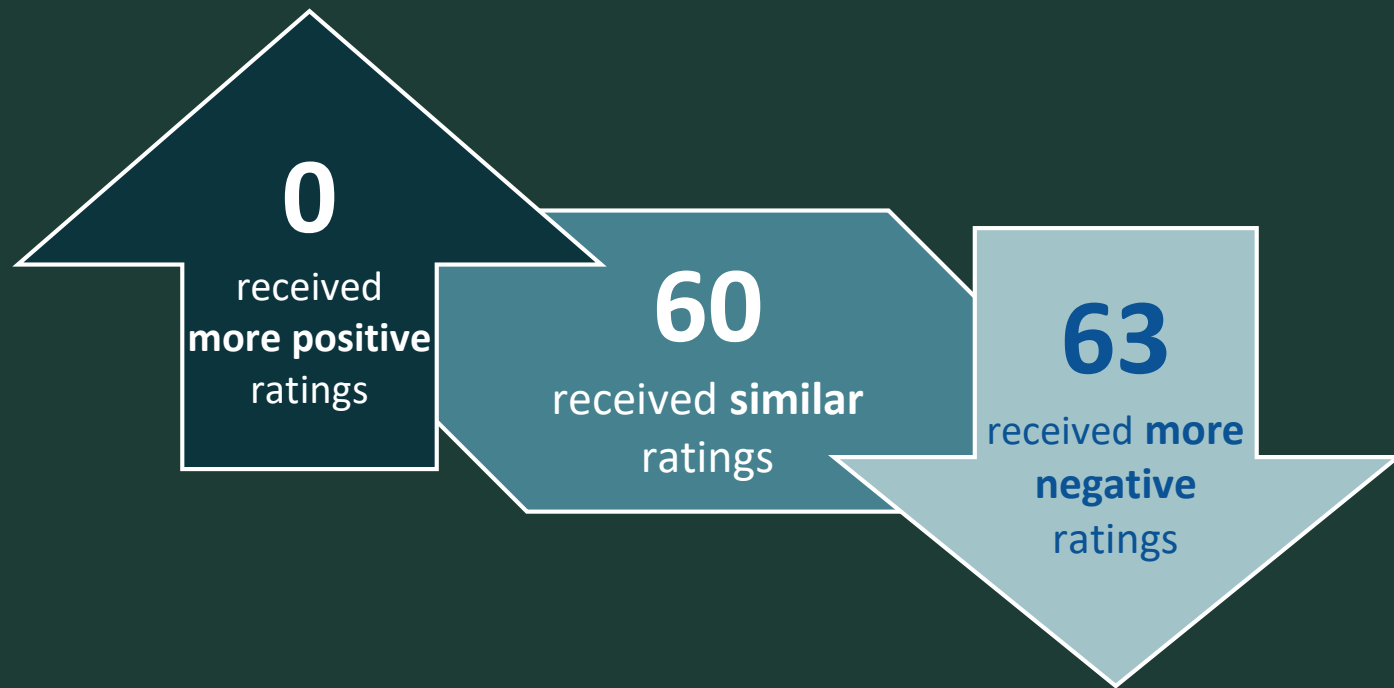 0
received
more positive
ratings
60
received similar
ratings
63
received more
negative
ratings